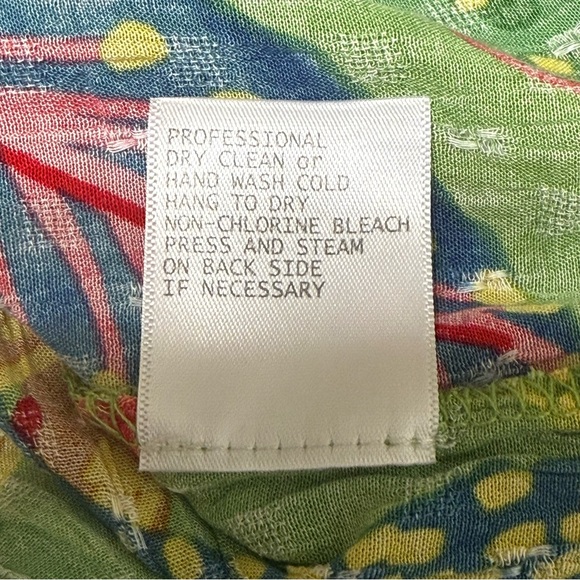 PROFESSIONAL
DRY CLEAN or
HAND WASH COLD
HANG TO DRY
NON-CHLORINE BLEACH
PRESS AND STEAM
ON BACK SIDE
IF NECESSARY